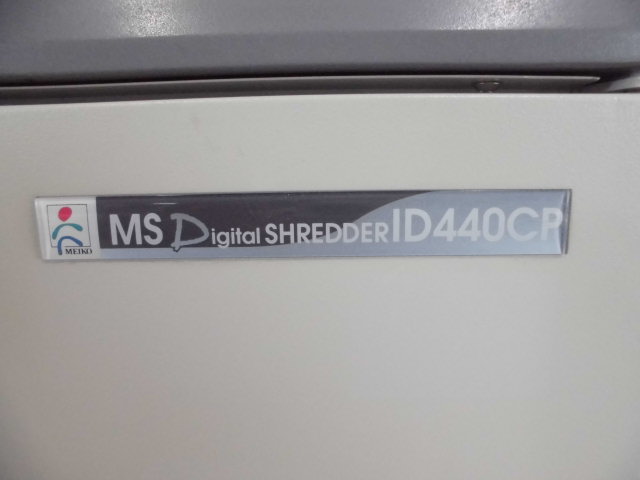 MEIKO
MS Digital SHREDDER ID440CP